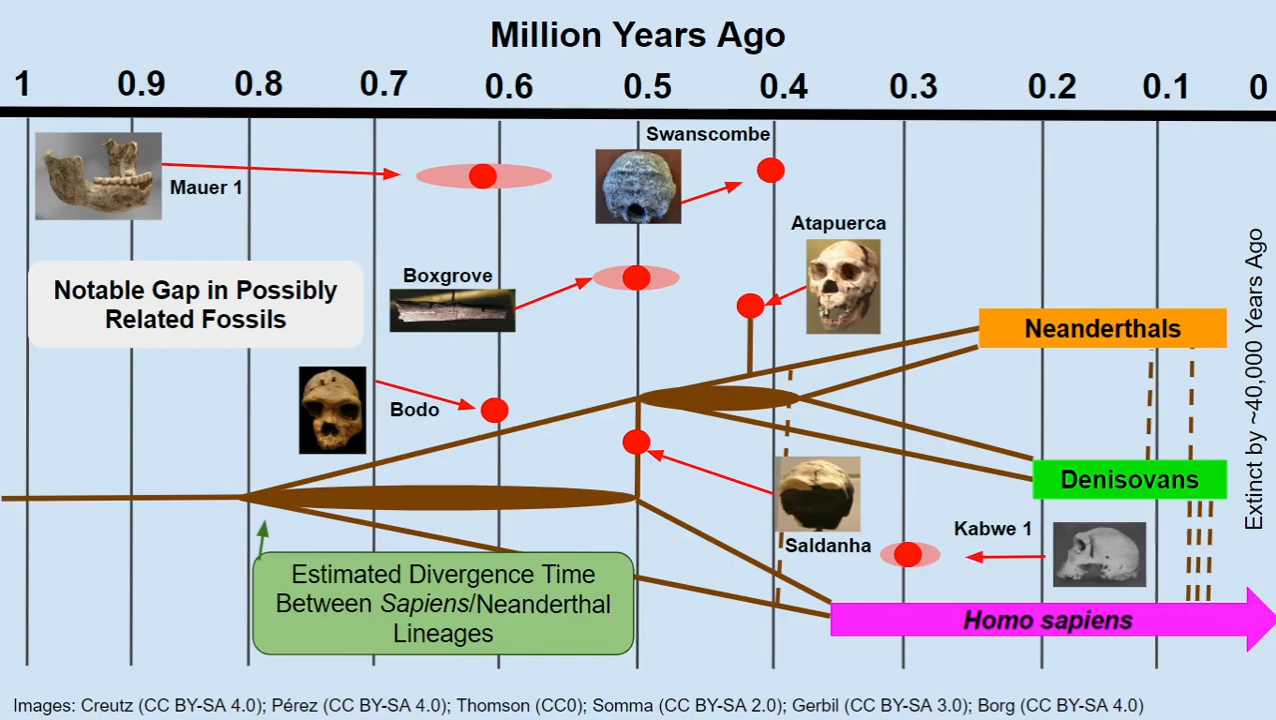 Million Years Ago
1 0.9 0.8 0.7 0.6 0.5 0.4 0.3 0.2 0.1 0
Swanscombe
Mauer 1
Atapuerca
Boxgrove
Notable Gap in Possibly
Related Fossils
Neanderthals
Bodo
Extinct by ~40,000 Years Ago
Denisovans
Kabwe 1
Saldanha
Estimated Divergence Time
Between Sapiens/Neanderthal
Lineages
Homo sapiens
Images: Creutz (CC BY-SA 4.0); Pérez (CC BY-SA 4.0); Thomson (CC0); Somma (CC BY-SA 2.0); Gerbil (CC BY-SA 3.0); Borg (CC BY-SA 4.0)